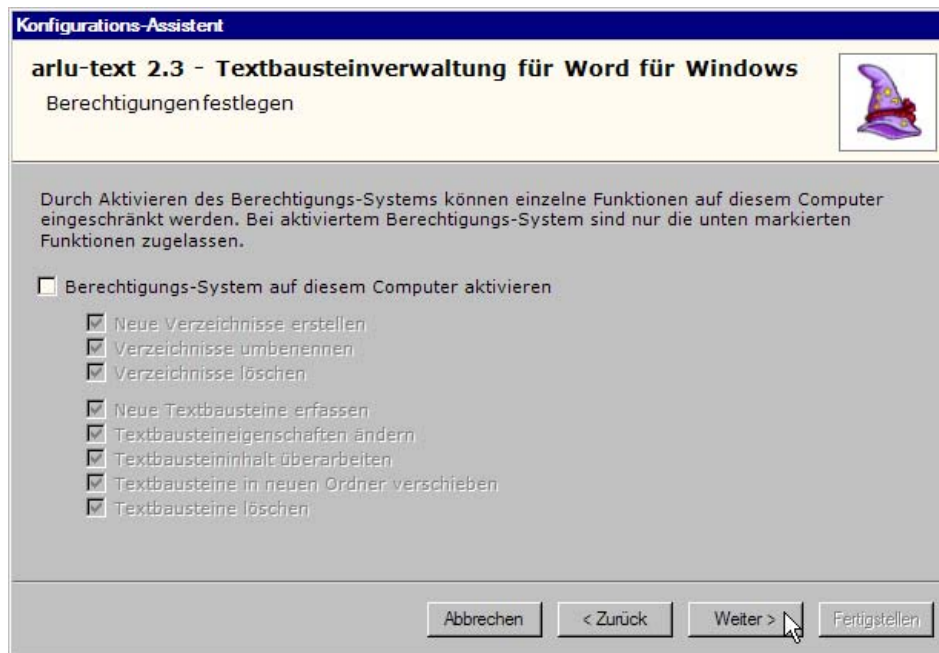 Konfigurations-Assistent
arlu-text 2.3 - Textbausteinverwaltung für Word für Windows
Berechtigungen festlegen
Durch Aktivieren des Berechtigungs-Systems können einzelne Funktionen auf diesem Computer
eingeschränkt werden. Bei aktiviertem Berechtigungs-System sind nur die unten markierten
Funktionen zugelassen.
Berechtigungs-System auf diesem Computer aktivieren
Neue Verzeichnisse erstellen
Verzeichnisse umbenennen
Verzeichnisse löschen
Neue Textbausteine erfassen
Textbausteineigenschaften ändern
Textbausteininhalt überarbeiten
Textbausteine in neuen Ordner verschieben
Textbausteine löschen
Abbrechen < Zurück Weiter > Fertigstellen